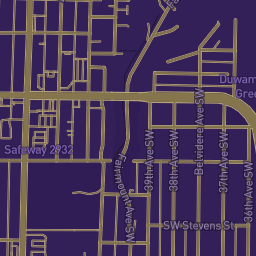 Duwam
Gree
Safeway 2932
Fairmount Ave SW
39th Ave SW
38th Ave SW
Belvidere Ave SW
37th Ave SW
36th Ave SW
SW Stevens St